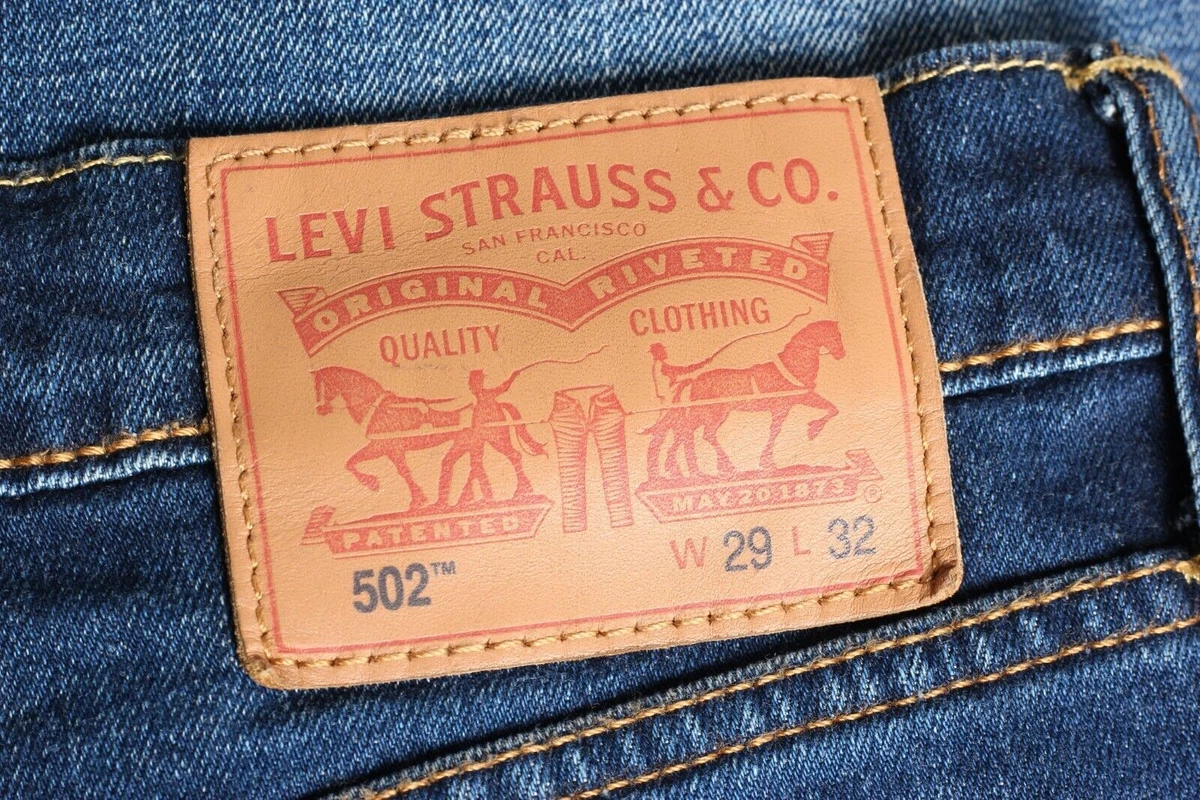 LEVI STRAUSS & CO.
SAN FRANCISCO
CAL.
ORIGINAL RIVETED
QUALITY CLOTHING
PATENTED MAY 20 1873 ©
502™ W 29 L 32